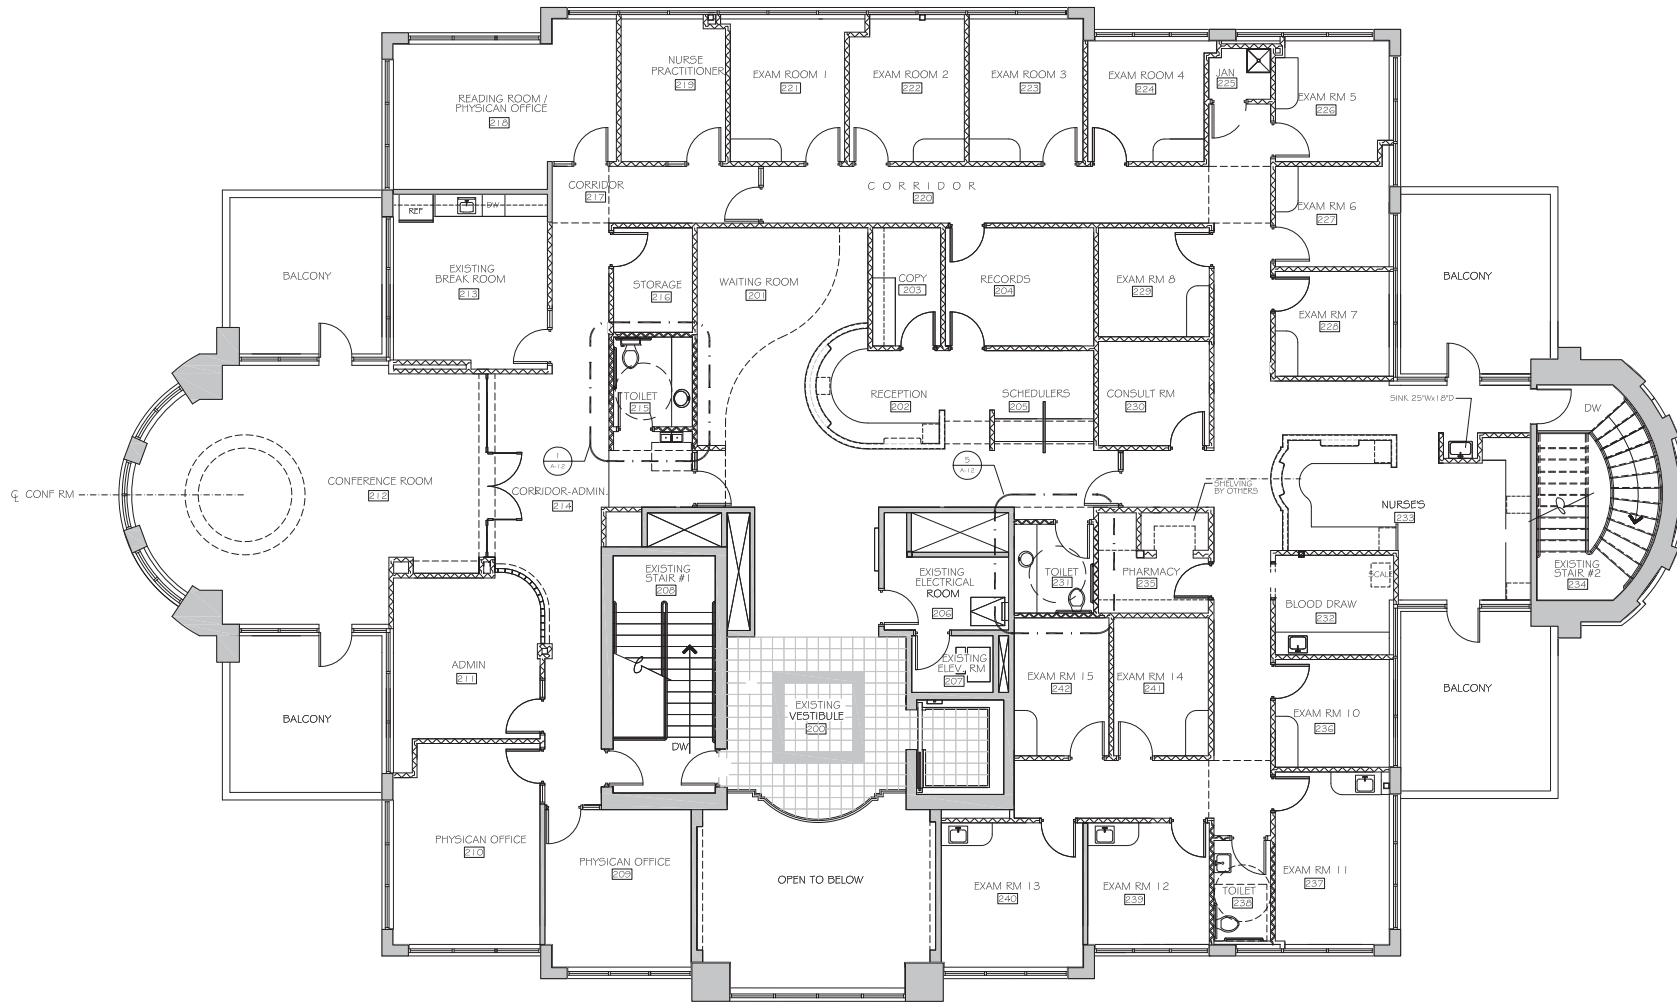 NURSE
PRACTITIONER
219
EXAM ROOM 1
221
EXAM ROOM 2
222
EXAM ROOM 3
223
EXAM ROOM 4
224
JAN
225
EXAM RM 5
226
READING ROOM /
PHYSICAN OFFICE
218
CORRIDOR
217
CORRIDOR
220
REF
DW
EXAM RM 6
227
BALCONY
EXISTING
BREAK ROOM
213
STORAGE
216
WAITING ROOM
201
COPY
203
RECORDS
204
EXAM RM 8
229
BALCONY
EXAM RM 7
228
TOILET
215
RECEPTION
202
SCHEDULERS
205
CONSULT RM
230
SINK 25"Wx18"D
DW
1
A-12
5
A-12
CONFERENCE ROOM
212
CORRIDOR-ADMIN.
214
SHELVING
BY OTHERS
NURSE'S
233
℄ CONF RM
EXISTING
STAIR #1
208
EXISTING
ELECTRICAL
ROOM
206
TOILET
231
PHARMACY
235
SCALE
EXISTING
STAIR #2
234
BLOOD DRAW
232
ADMIN
211
EXISTING
ELEV. RM
207
EXAM RM 15
242
EXAM RM 14
241
BALCONY
BALCONY
EXISTING
VESTIBULE
200
EXAM RM 10
236
DW
PHYSICAN OFFICE
210
PHYSICAN OFFICE
209
OPEN TO BELOW
EXAM RM 13
240
EXAM RM 12
239
TOILET
238
EXAM RM 11
237